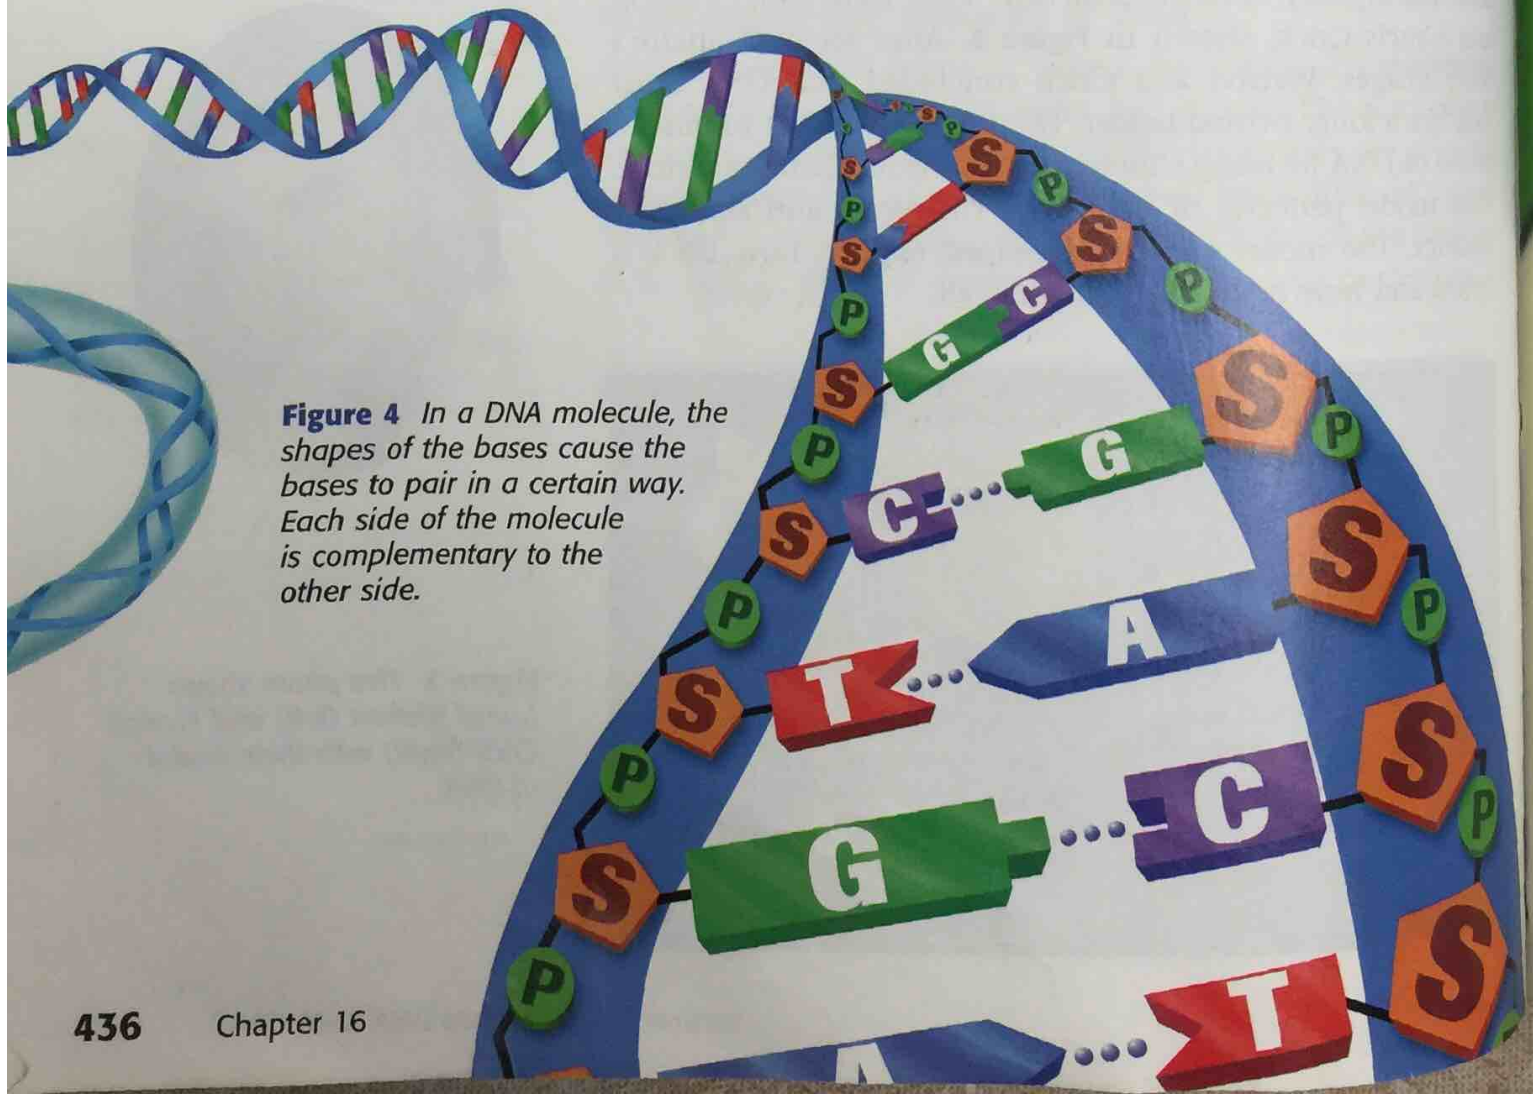 S P
S
P
S
P
S
P
S
P
G C
S
P
S
P
S
P
C G
S
P
S
P
T A
S
P
S
P
G C
S
P
S
P
A T
S
Figure 4 In a DNA molecule, the
shapes of the bases cause the
bases to pair in a certain way.
Each side of the molecule
is complementary to the
other side.
436 Chapter 16